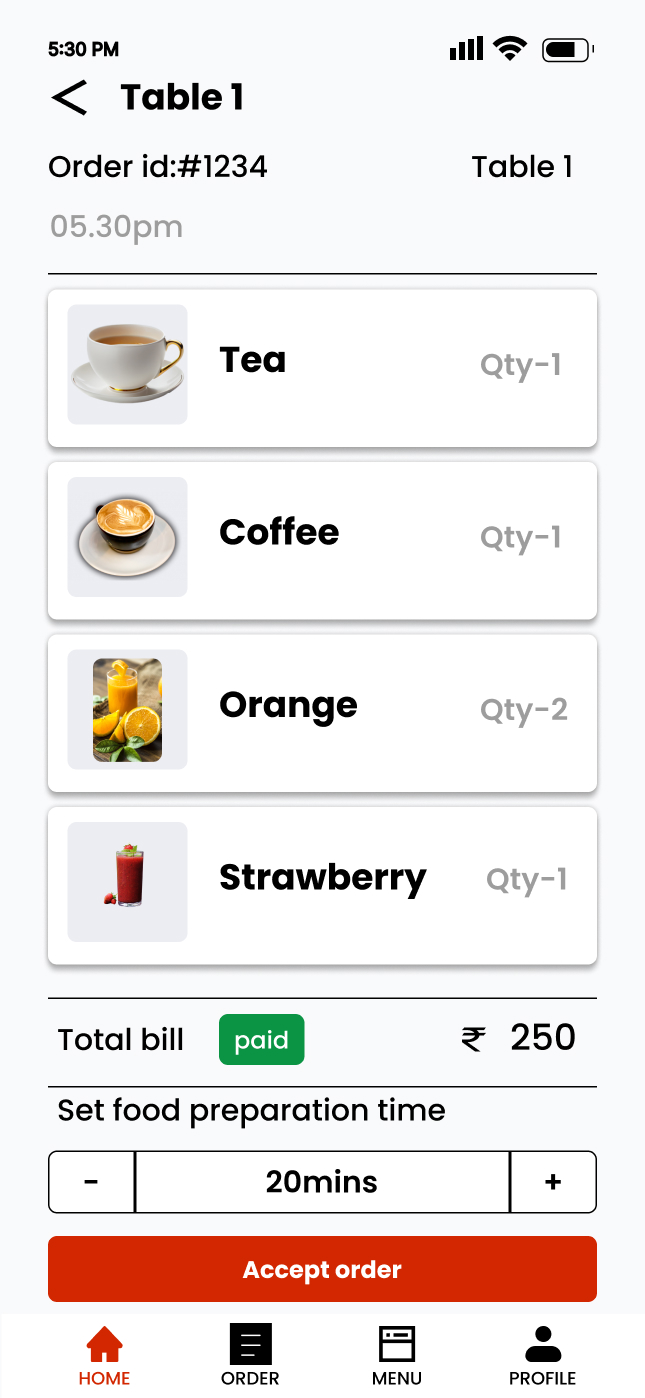 5:30 PM
Table 1
Order id:#1234 Table 1
05.30pm
Tea Qty-1
Coffee Qty-1
Orange Qty-2
Strawberry Qty-1
Total bill paid ₹ 250
Set food preparation time
- 20mins +
Accept order
HOME ORDER MENU PROFILE